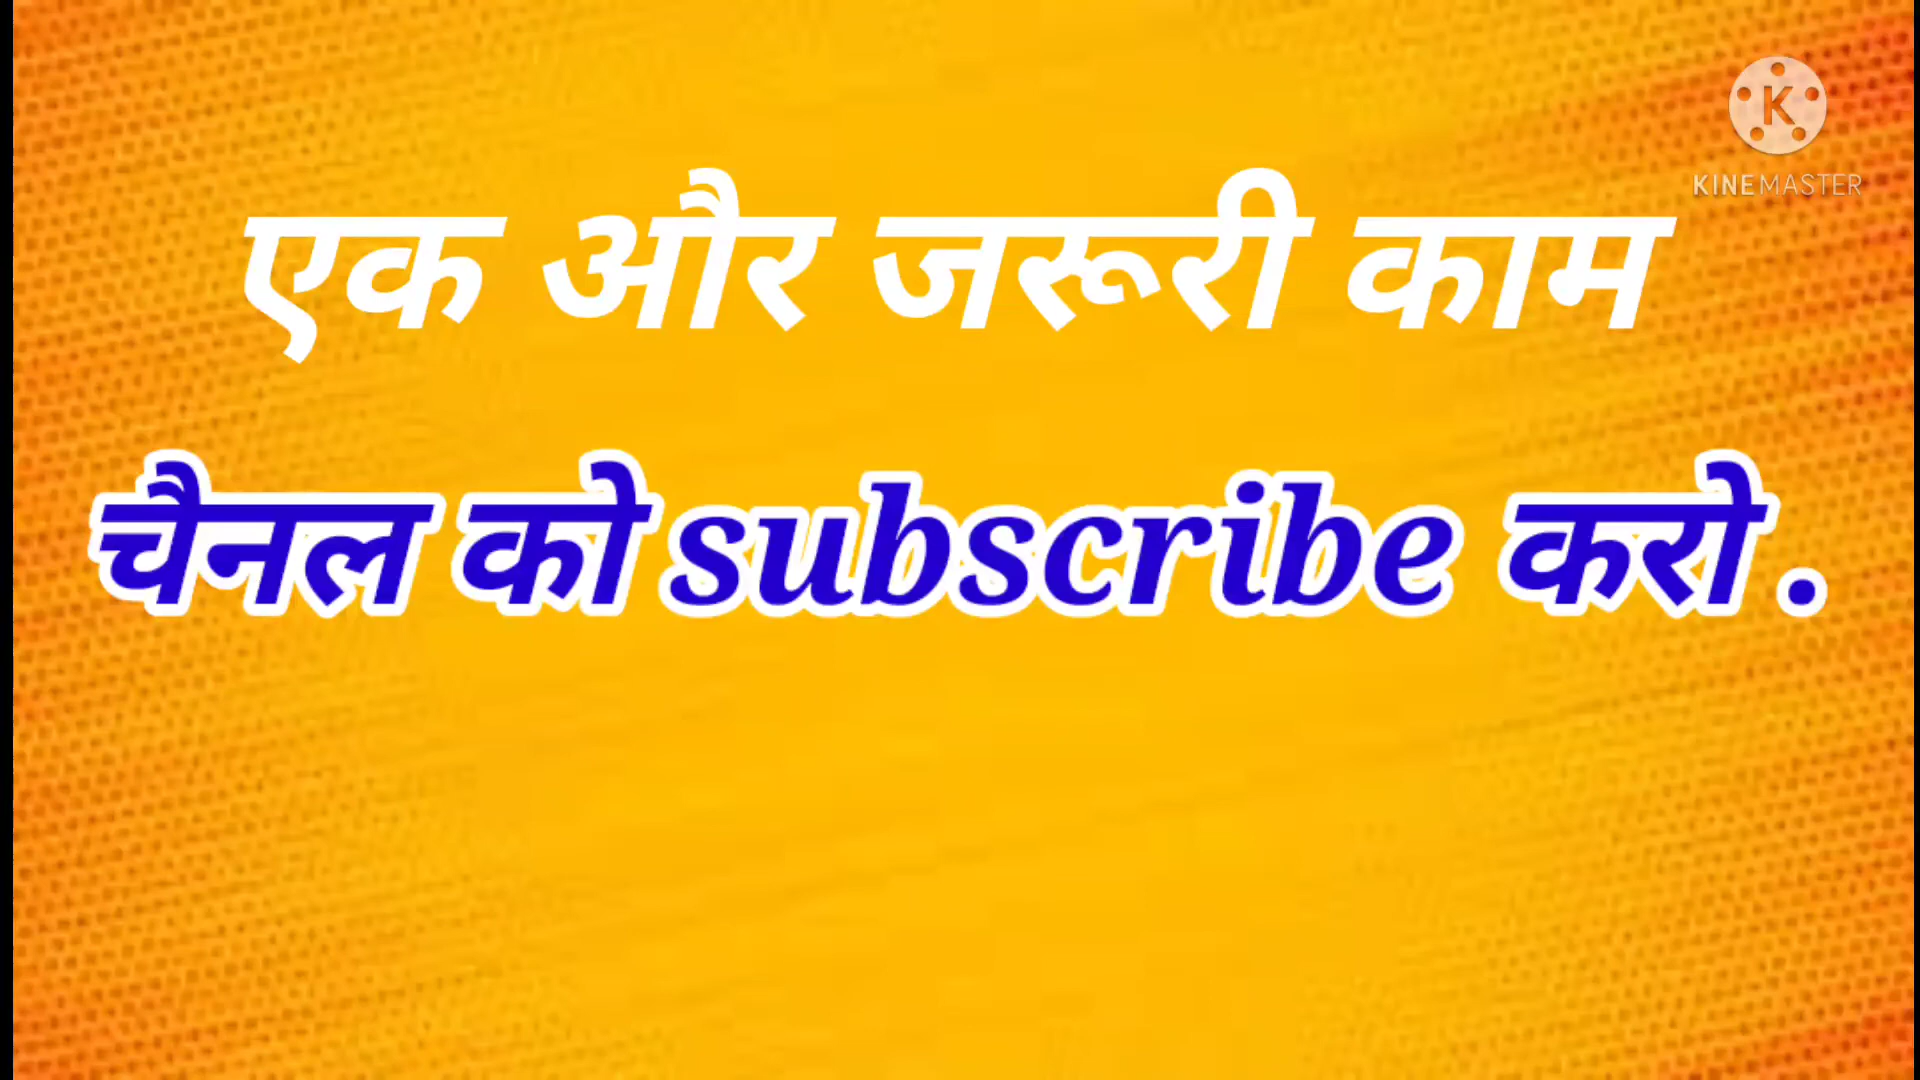 KINEMASTER
एक और जरूरी काम
चैनल को subscribe करो .